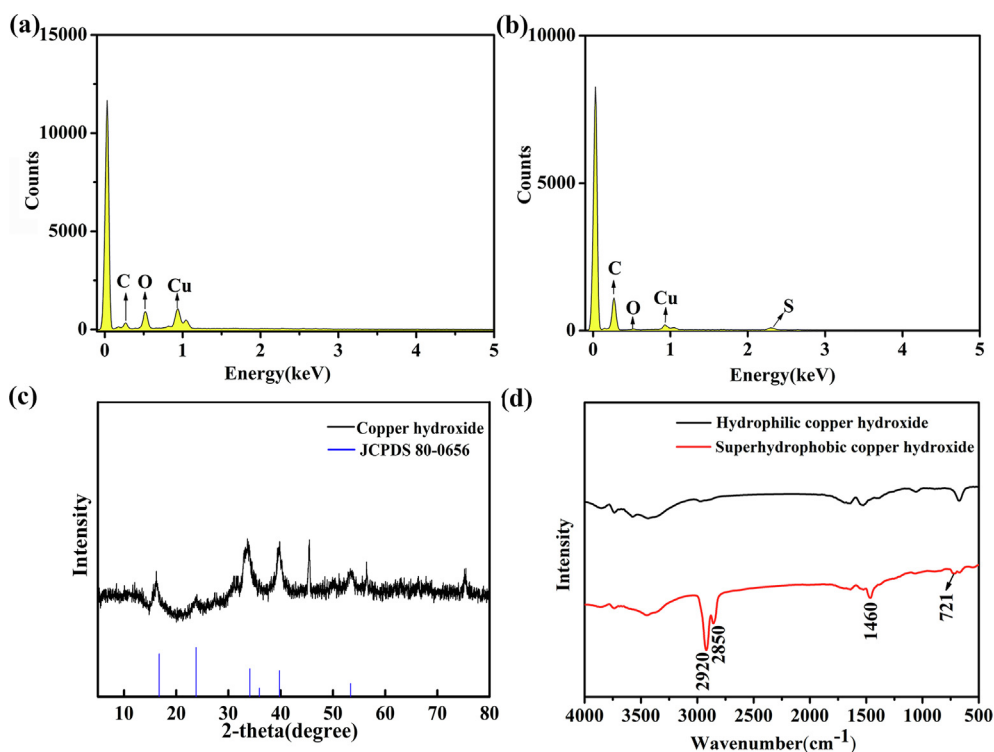 (a)
15000
10000
5000
0
Counts
C
O
Cu
0
1
2
3
4
5
Energy(keV)
(b)
10000
5000
0
Counts
C
O
Cu
S
0
1
2
3
4
5
Energy(keV)
(c)
Copper hydroxide
JCPDS 80-0656
Intensity
10
20
30
40
50
60
70
80
2-theta(degree)
(d)
Hydrophilic copper hydroxide
Superhydrophobic copper hydroxide
Intensity
2920
2850
1460
721
4000
3500
3000
2500
2000
1500
1000
500
Wavenumber(cm⁻¹)